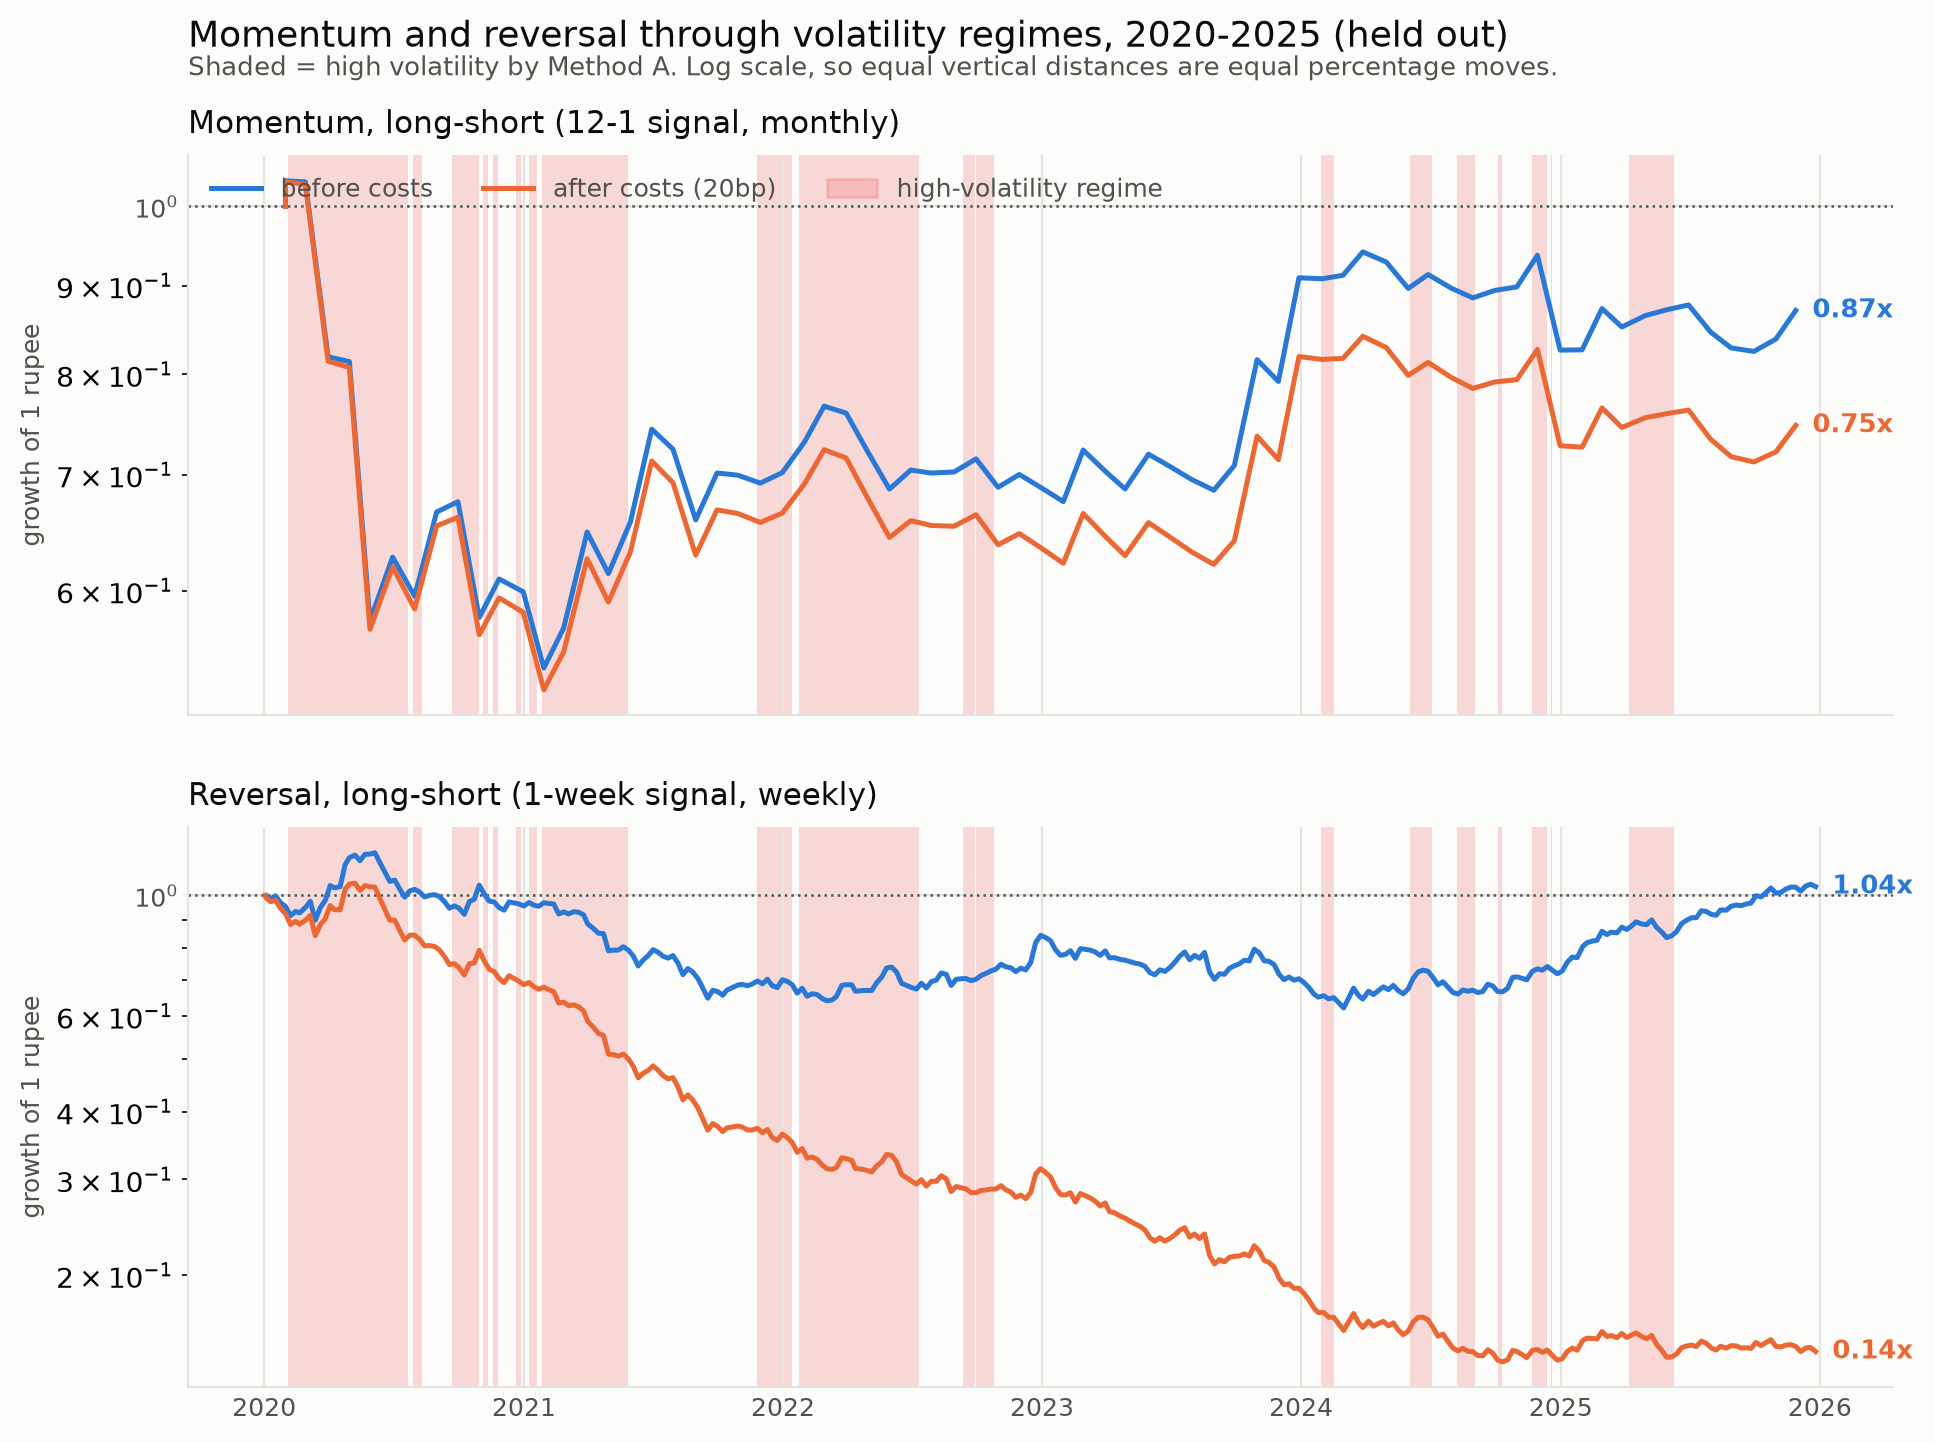 Momentum and reversal through volatility regimes, 2020-2025 (held out)
Shaded = high volatility by Method A. Log scale, so equal vertical distances are equal percentage moves.
Momentum, long-short (12-1 signal, monthly)
before costs after costs (20bp) high-volatility regime
10⁰
9 × 10⁻¹
8 × 10⁻¹
7 × 10⁻¹
6 × 10⁻¹
growth of 1 rupee
0.87x
0.75x
Reversal, long-short (1-week signal, weekly)
10⁰
6 × 10⁻¹
4 × 10⁻¹
3 × 10⁻¹
2 × 10⁻¹
growth of 1 rupee
1.04x
0.14x
2020 2021 2022 2023 2024 2025 2026